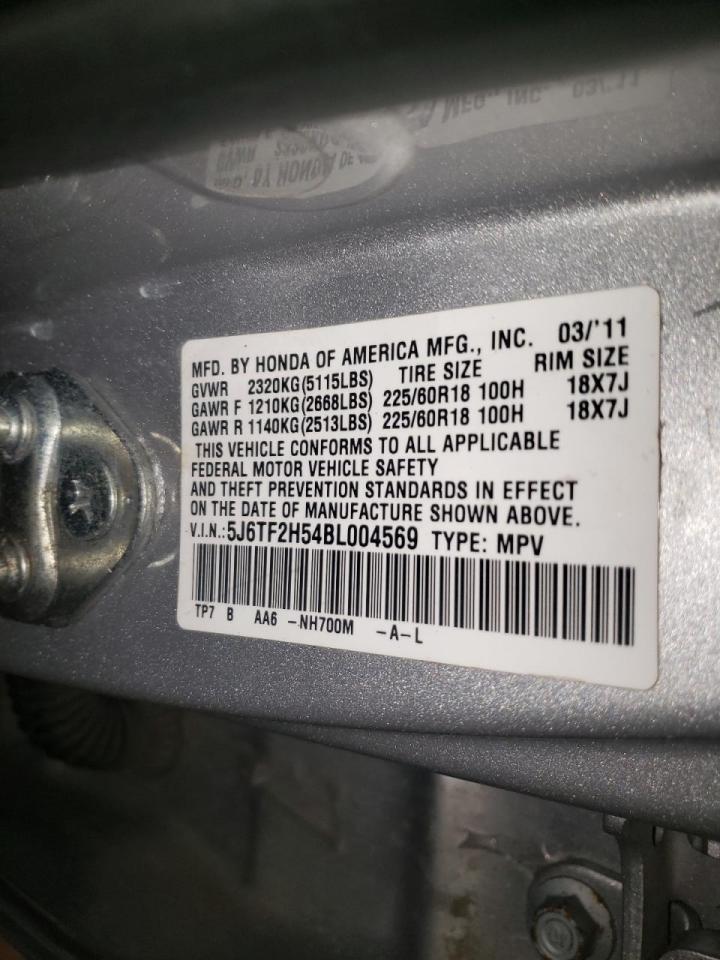 MFD. BY HONDA OF AMERICA MFG., INC. 03/'11
GVWR 2320KG(5115LBS) TIRE SIZE RIM SIZE
GAWR F 1210KG(2668LBS) 225/60R18 100H 18X7J
GAWR R 1140KG(2513LBS) 225/60R18 100H 18X7J
THIS VEHICLE CONFORMS TO ALL APPLICABLE
FEDERAL MOTOR VEHICLE SAFETY
AND THEFT PREVENTION STANDARDS IN EFFECT
ON THE DATE OF MANUFACTURE SHOWN ABOVE.
V.I.N.:5J6TF2H54BL004569 TYPE: MPV
TP7 B AA6 -NH700M -A-L